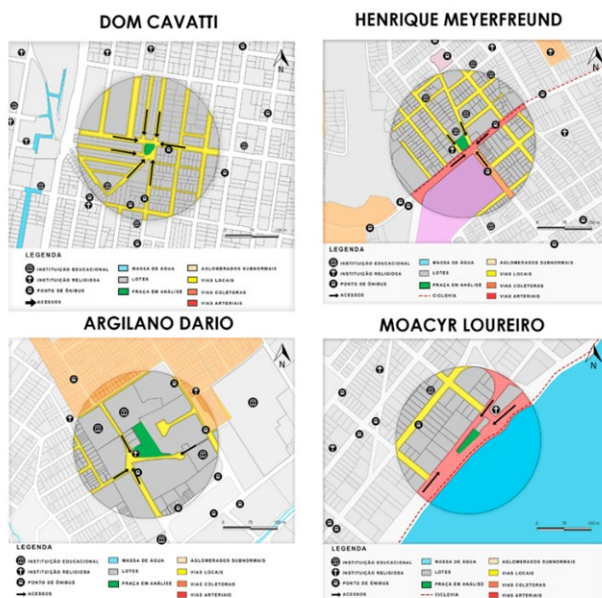 DOM CAVATTI
HENRIQUE MEYERFREUND
N
N
LEGENDA
INSTITUIÇÃO EDUCACIONAL
INSTITUIÇÃO RELIGIOSA
PONTO DE ÔNIBUS
ACESSOS
MASSA DE ÁGUA
LOTES
PRAÇA EM ANÁLISE
AGLOMERADOS SUBNORMAIS
VIAS LOCAIS
VIAS COLETORAS
VIAS ARTERIAIS
LEGENDA
INSTITUIÇÃO EDUCACIONAL
INSTITUIÇÃO RELIGIOSA
PONTO DE ÔNIBUS
ACESSOS
MASSA DE ÁGUA
LOTES
PRAÇA EM ANÁLISE
CICLOVIA
AGLOMERADOS SUBNORMAIS
VIAS LOCAIS
VIAS COLETORAS
VIAS ARTERIAIS
ARGILANO DARIO
MOACYR LOUREIRO
N
N
LEGENDA
INSTITUIÇÃO EDUCACIONAL
INSTITUIÇÃO RELIGIOSA
PONTO DE ÔNIBUS
ACESSOS
MASSA DE ÁGUA
LOTES
PRAÇA EM ANÁLISE
AGLOMERADOS SUBNORMAIS
VIAS LOCAIS
VIAS COLETORAS
VIAS ARTERIAIS
LEGENDA
INSTITUIÇÃO EDUCACIONAL
INSTITUIÇÃO RELIGIOSA
PONTO DE ÔNIBUS
ACESSOS
MASSA DE ÁGUA
LOTES
PRAÇA EM ANÁLISE
CICLOVIA
AGLOMERADOS SUBNORMAIS
VIAS LOCAIS
VIAS COLETORAS
VIAS ARTERIAIS